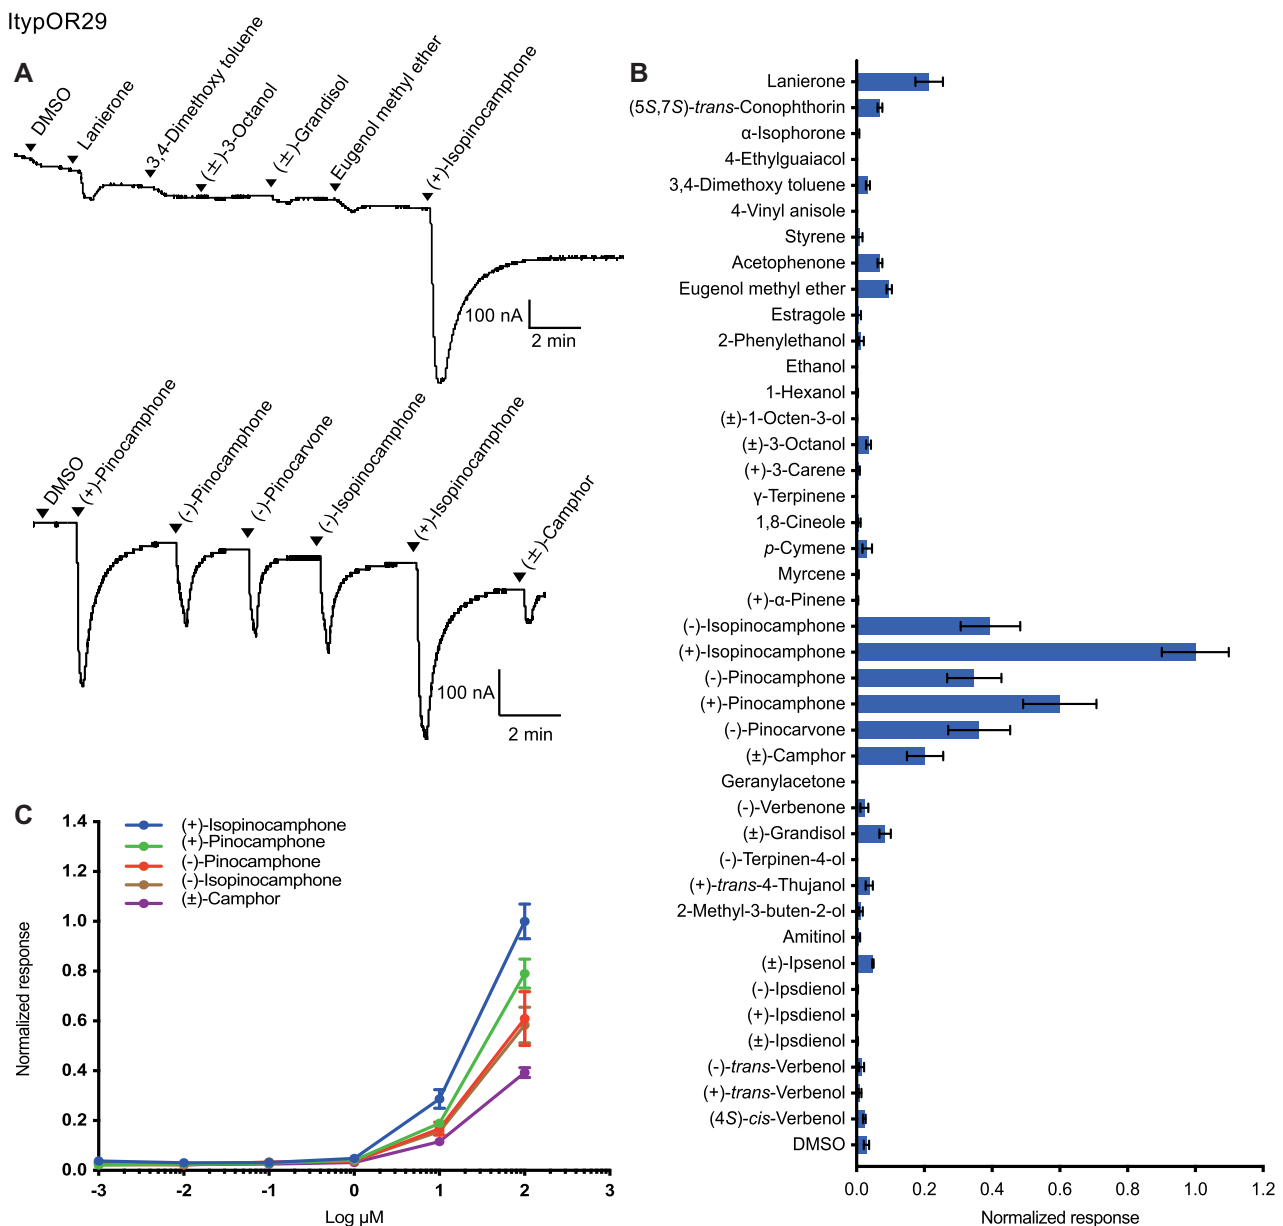 ItypOR29
A
DMSO
Lanierone
3,4-Dimethoxy toluene
(±)-3-Octanol
(±)-Grandisol
Eugenol methyl ether
(+)-Isopinocamphone
100 nA
2 min
DMSO
(+)-Pinocamphone
(-)-Pinocamphone
(-)-Pinocarvone
(-)-Isopinocamphone
(+)-Isopinocamphone
(±)-Camphor
100 nA
2 min
B
Lanierone
(5S,7S)-trans-Conophthorin
α-Isophorone
4-Ethylguaiacol
3,4-Dimethoxy toluene
4-Vinyl anisole
Styrene
Acetophenone
Eugenol methyl ether
Estragole
2-Phenylethanol
Ethanol
1-Hexanol
(±)-1-Octen-3-ol
(±)-3-Octanol
(+)-3-Carene
γ-Terpinene
1,8-Cineole
p-Cymene
Myrcene
(+)-α-Pinene
(-)-Isopinocamphone
(+)-Isopinocamphone
(-)-Pinocamphone
(+)-Pinocamphone
(-)-Pinocarvone
(±)-Camphor
Geranylacetone
(-)-Verbenone
(±)-Grandisol
(-)-Terpinen-4-ol
(+)-trans-4-Thujanol
2-Methyl-3-buten-2-ol
Amitinol
(±)-Ipsenol
(-)-Ipsdienol
(+)-Ipsdienol
(±)-Ipsdienol
(-)-trans-Verbenol
(+)-trans-Verbenol
(4S)-cis-Verbenol
DMSO
0.0 0.2 0.4 0.6 0.8 1.0 1.2
Normalized response
C
(+)-Isopinocamphone
(+)-Pinocamphone
(-)-Pinocamphone
(-)-Isopinocamphone
(±)-Camphor
Normalized response
1.4
1.2
1.0
0.8
0.6
0.4
0.2
0.0
-3 -2 -1 0 1 2 3
Log µM